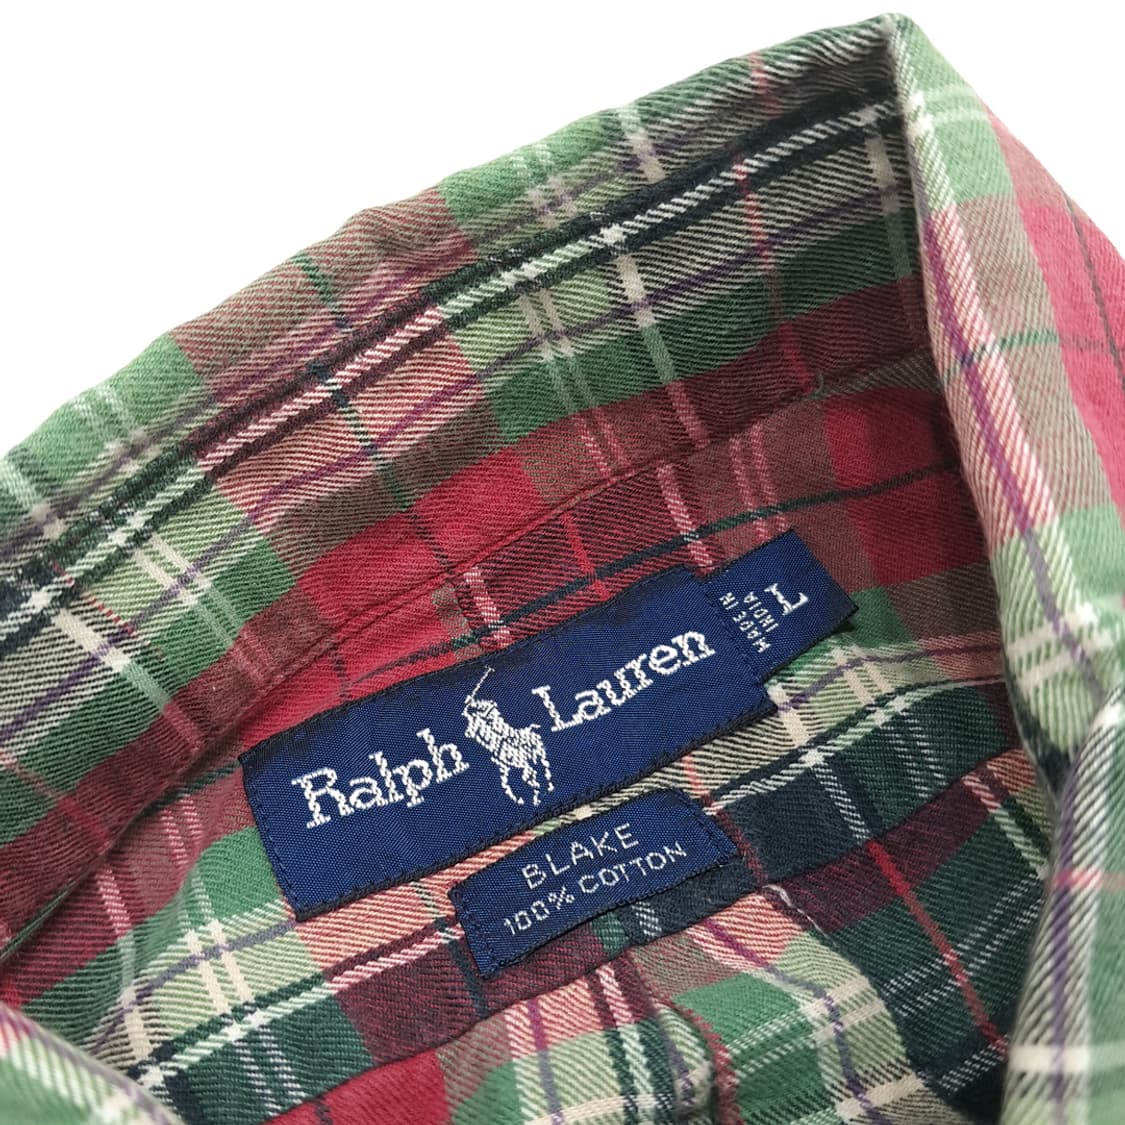 Ralph Lauren
L
MADE IN
INDIA
BLAKE
100% COTTON